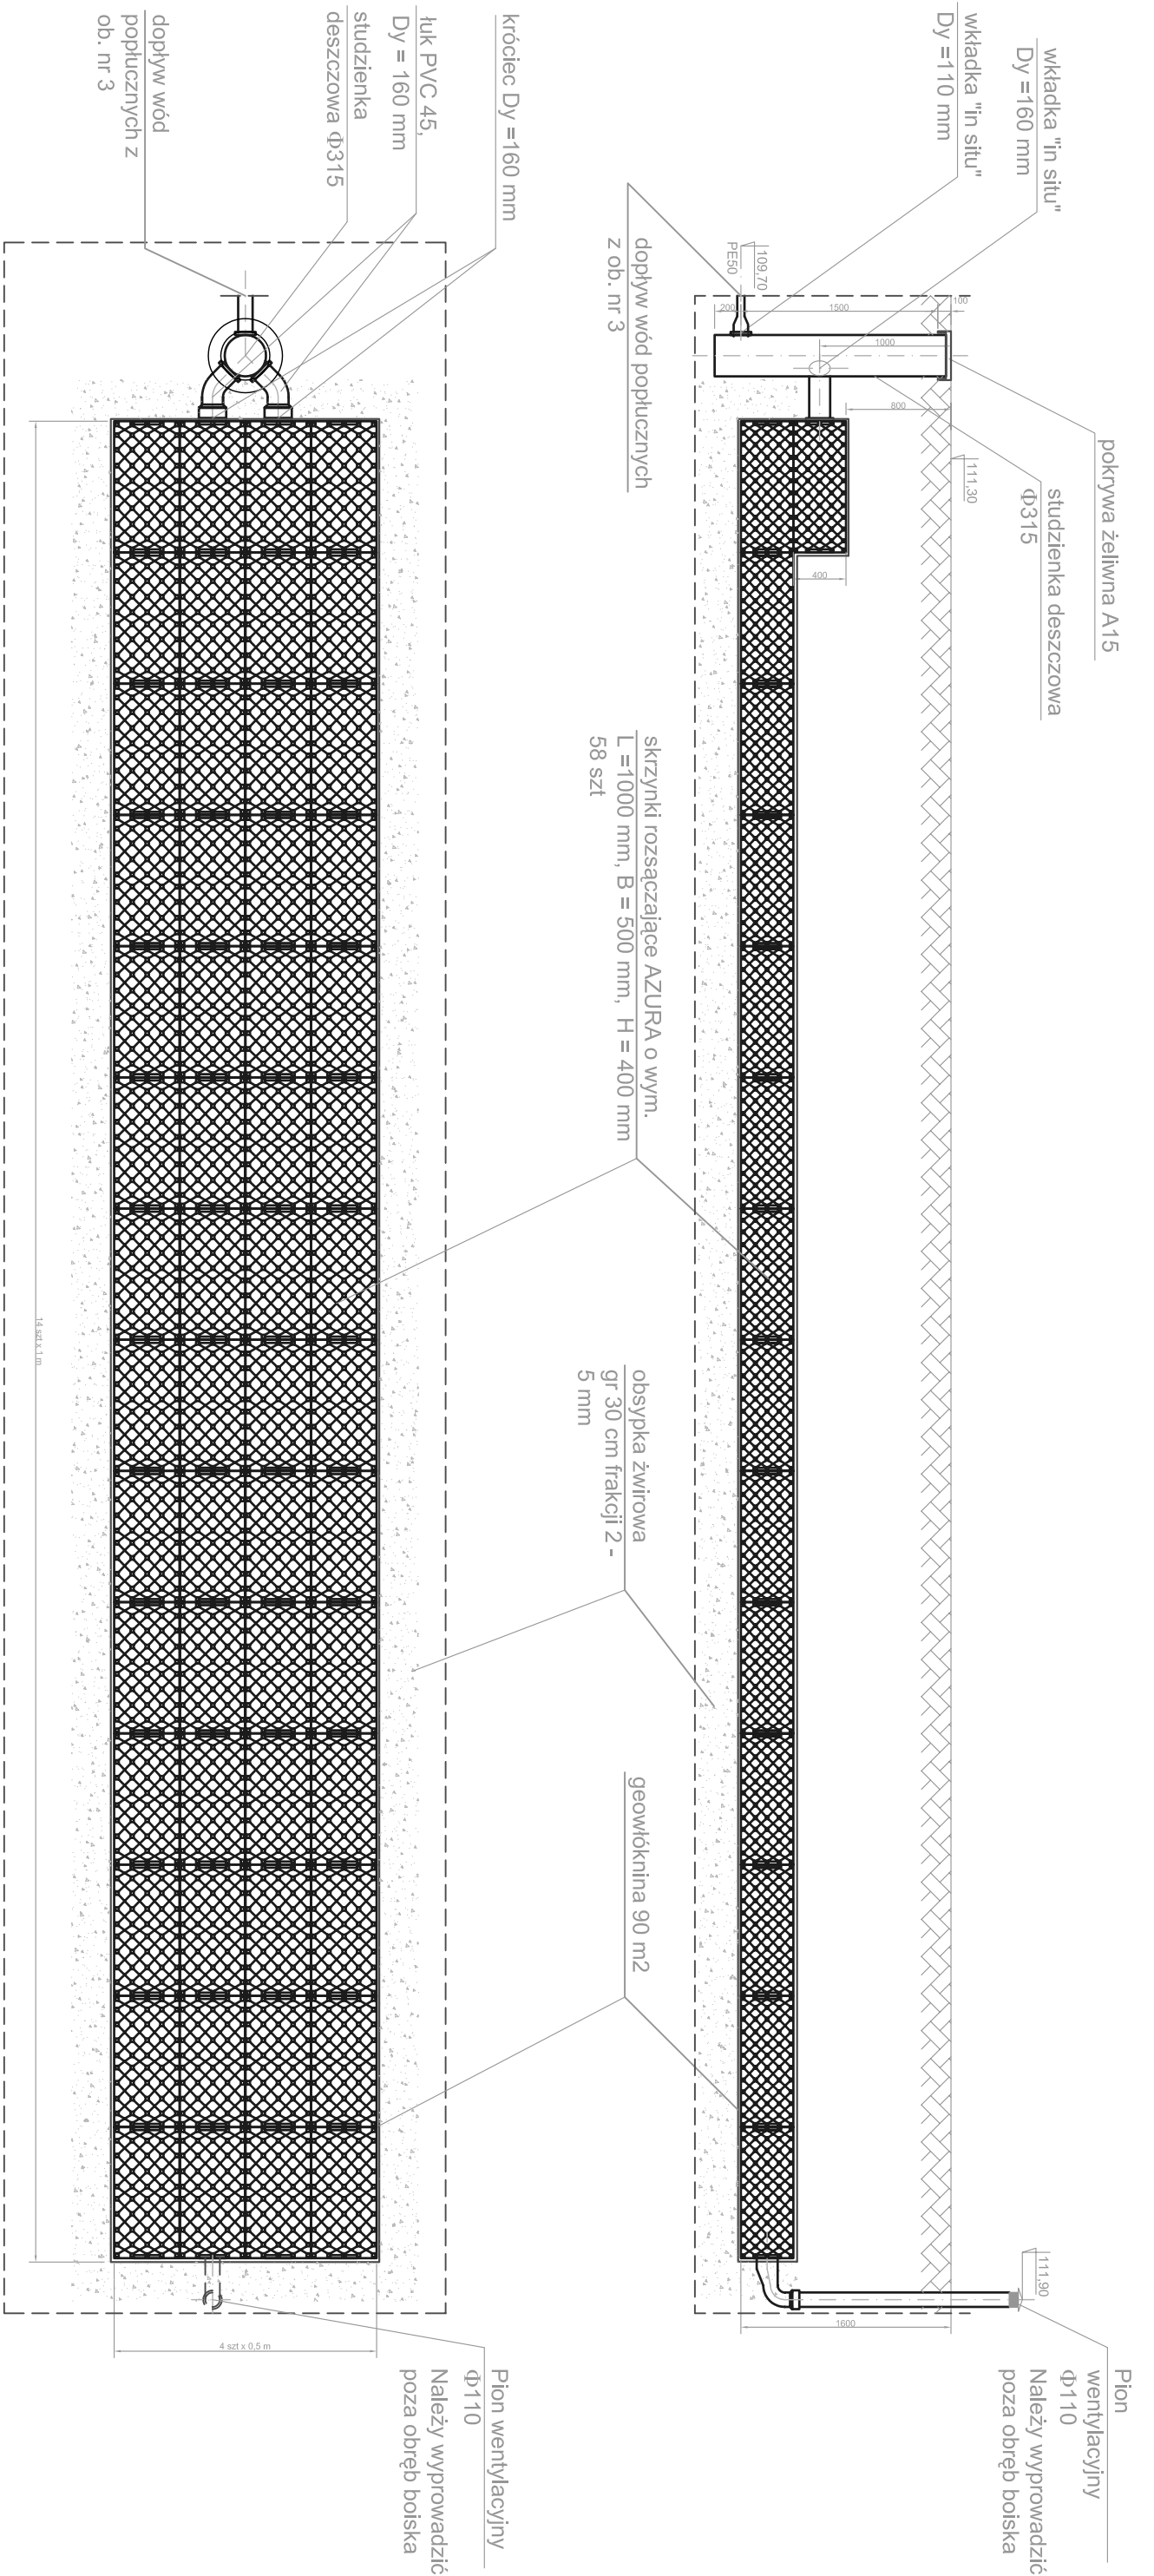 wkładka "in situ"
Dy =160 mm
wkładka "in situ"
Dy =110 mm
109,70
PE50
dopływ wód popłucznych
z ob. nr 3
200
1500
100
1000
800
400
111,30
pokrywa żeliwna A15
studzienka deszczowa
Φ315
skrzynki rozsączające AZURA o wym.
L =1000 mm, B = 500 mm, H = 400 mm
58 szt
obsypka żwirowa
gr 30 cm frakcji 2 -
5 mm
geowłóknina 90 m2
111,90
1600
Pion
wentylacyjny
Φ110
Należy wyprowadzić
poza obręb boiska
króciec Dy =160 mm
łuk PVC 45,
Dy = 160 mm
studzienka
deszczowa Φ315
dopływ wód
popłucznych z
ob. nr 3
14 szt x 1 m
4 szt x 0,5 m
Pion wentylacyjny
Φ110
Należy wyprowadzić
poza obręb boiska